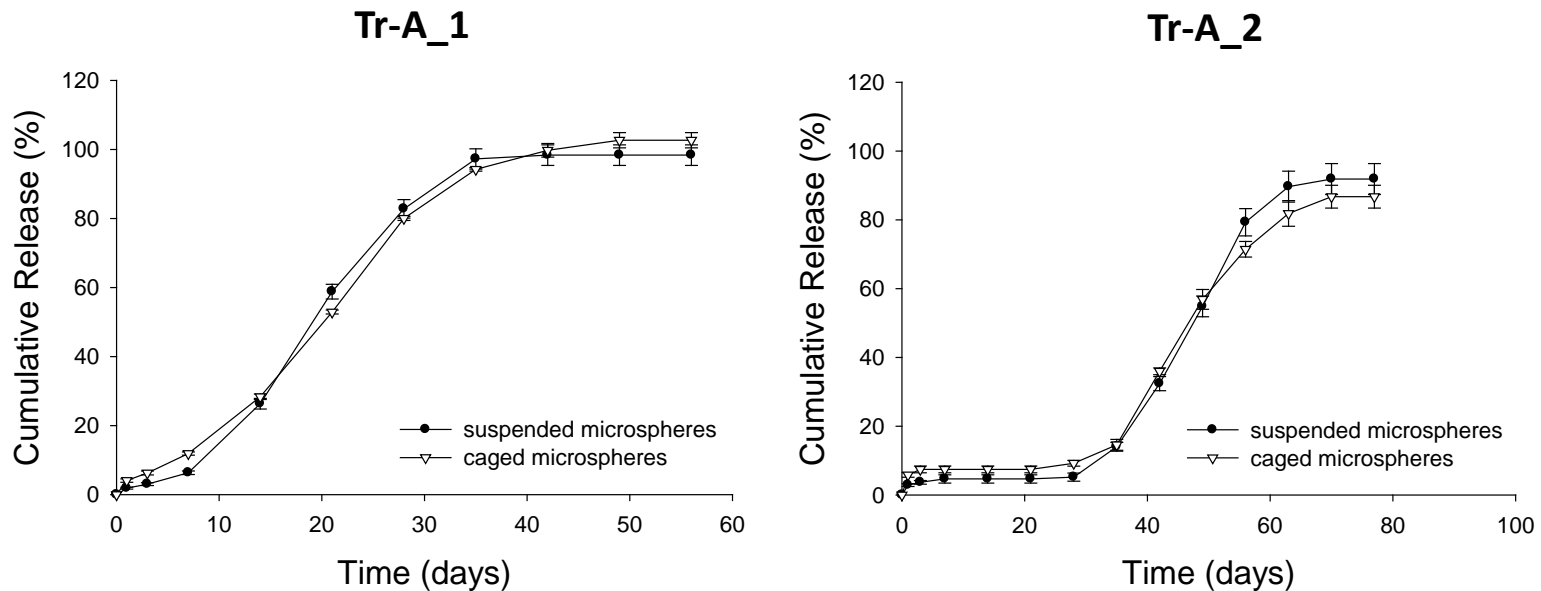 Tr-A_1
120
100
80
60
40
20
0
Cumulative Release (%)
suspended microspheres
caged microspheres
0 10 20 30 40 50 60
Time (days)
Tr-A_2
120
100
80
60
40
20
0
Cumulative Release (%)
suspended microspheres
caged microspheres
0 20 40 60 80 100
Time (days)